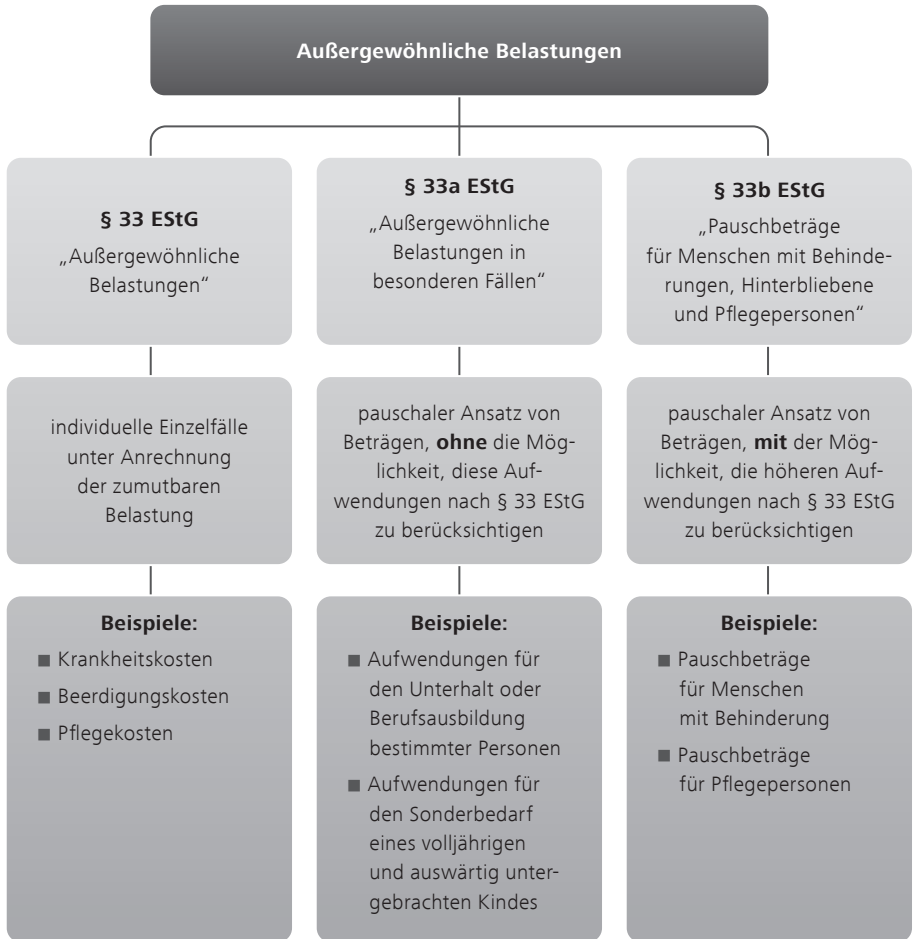 Außergewöhnliche Belastungen
§ 33 EStG
„Außergewöhnliche
Belastungen“
§ 33a EStG
„Außergewöhnliche
Belastungen in
besonderen Fällen“
§ 33b EStG
„Pauschbeträge
für Menschen mit Behinde-
rungen, Hinterbliebene
und Pflegepersonen“
individuelle Einzelfälle
unter Anrechnung
der zumutbaren
Belastung
pauschaler Ansatz von
Beträgen, ohne die Mög-
lichkeit, diese Auf-
wendungen nach § 33 EStG
zu berücksichtigen
pauschaler Ansatz von
Beträgen, mit der Mög-
lichkeit, die höheren Auf-
wendungen nach § 33 EStG
zu berücksichtigen
Beispiele:
■ Krankheitskosten
■ Beerdigungskosten
■ Pflegekosten
Beispiele:
■ Aufwendungen für
den Unterhalt oder
Berufsausbildung
bestimmter Personen
■ Aufwendungen für
den Sonderbedarf
eines volljährigen
und auswärtig unter-
gebrachten Kindes
Beispiele:
■ Pauschbeträge
für Menschen
mit Behinderung
■ Pauschbeträge
für Pflegepersonen